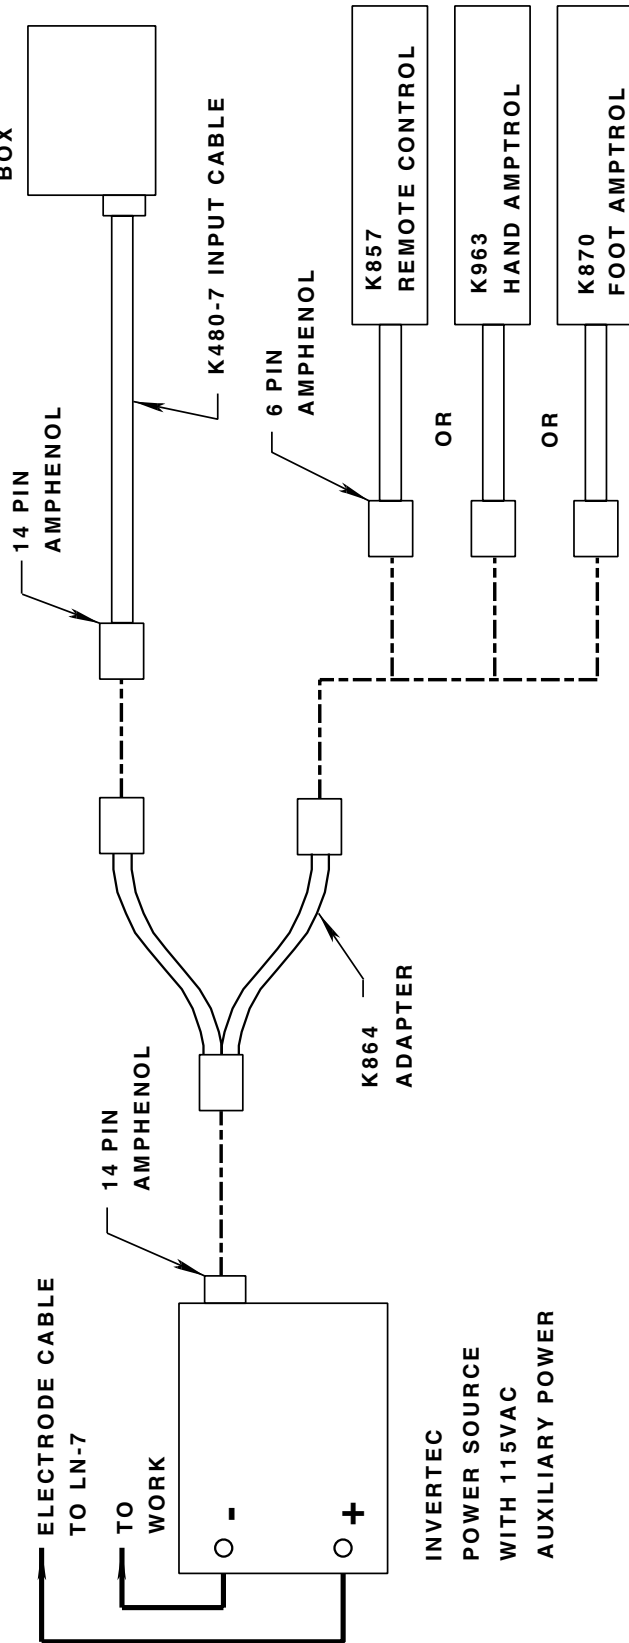 ELECTRODE CABLE
TO LN-7
TO
WORK
-
+
INVERTEC
POWER SOURCE
WITH 115VAC
AUXILIARY POWER
14 PIN
AMPHENOL
K864
ADAPTER
14 PIN
AMPHENOL
K480-7 INPUT CABLE
BOX
6 PIN
AMPHENOL
K857
REMOTE CONTROL
OR
K963
HAND AMPTROL
OR
K870
FOOT AMPTROL